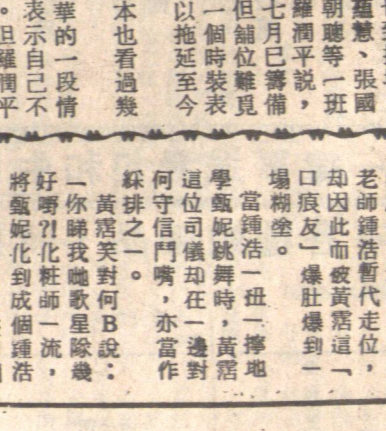 慧、張國
朝聰等一班
羅潤平說，
七月已籌備
但舖位難覓
一個時裝表
以拖延至今
本也看過幾
華的一段情
表示自己不
。但羅潤平
老師鍾浩暫代走位，
却因此而被黃霑這「
口痕友」爆肚爆到一
塌糊塗。
當鍾浩一扭一擰地
學甄妮跳舞時，黃霑
這位司儀却在一邊對
何守信鬥嘴，亦當作
綵排之一。
黃霑笑對何B說：
「你睇我哋歌星隊幾
好嘢?!化粧師一流，
將甄妮化到成個鍾浩